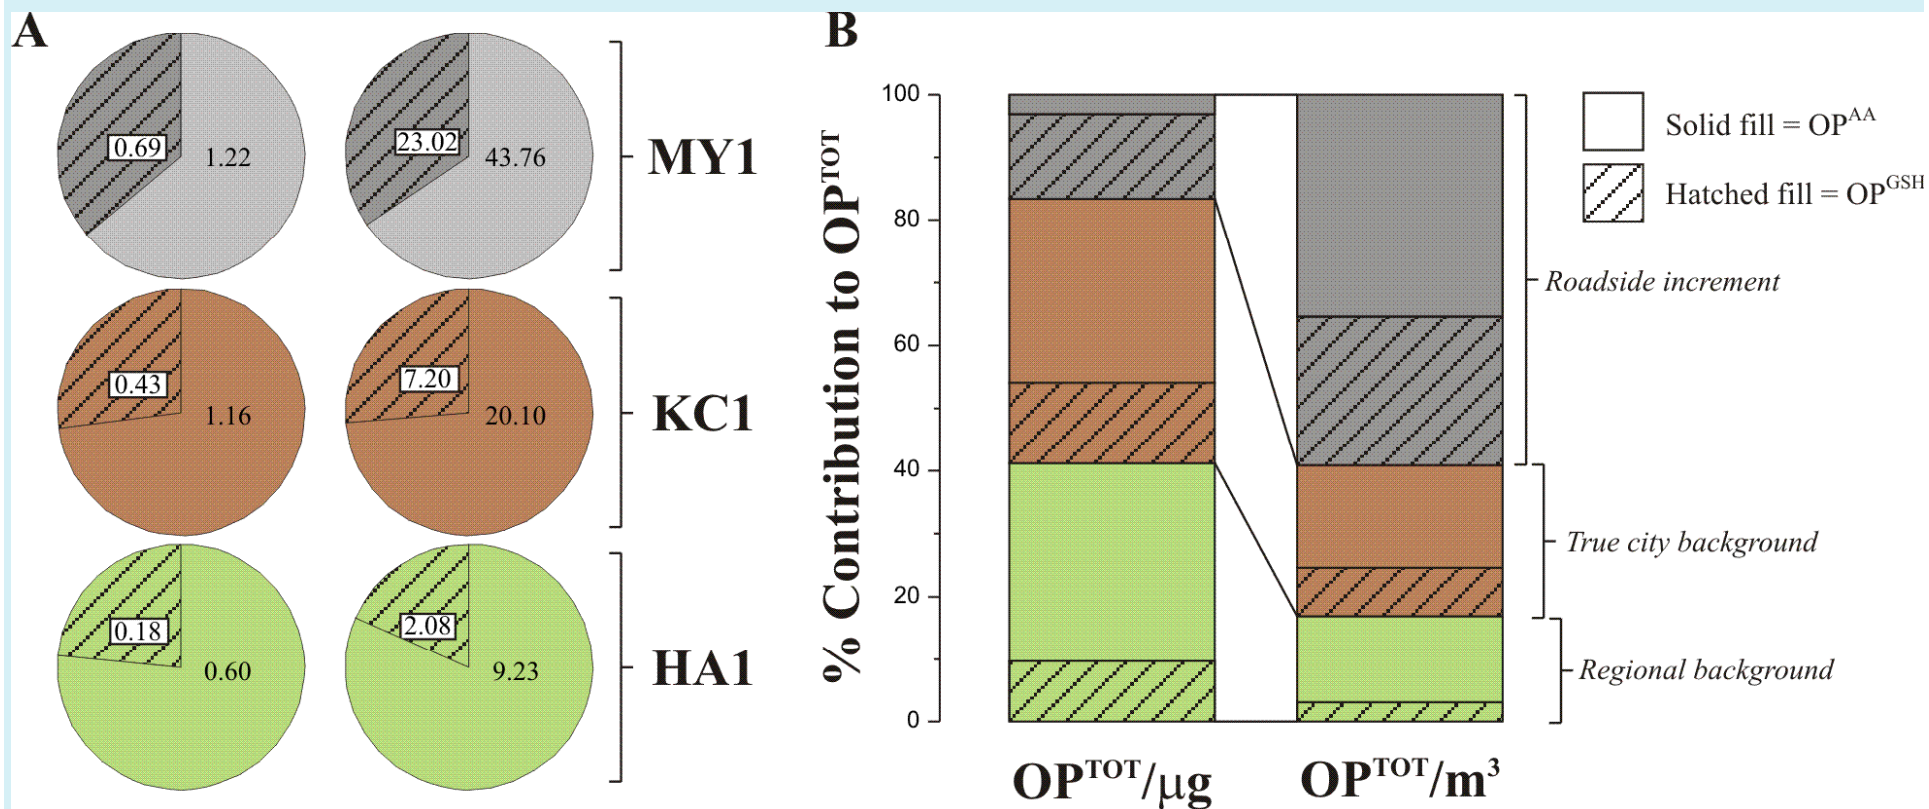 A
0.69
1.22
23.02
43.76
MY1
0.43
1.16
7.20
20.10
KC1
0.18
0.60
2.08
9.23
HA1
B
% Contribution to OP^TOT
100
80
60
40
20
0
OP^TOT/µg
OP^TOT/m³
Solid fill = OP^AA
Hatched fill = OP^GSH
Roadside increment
True city background
Regional background